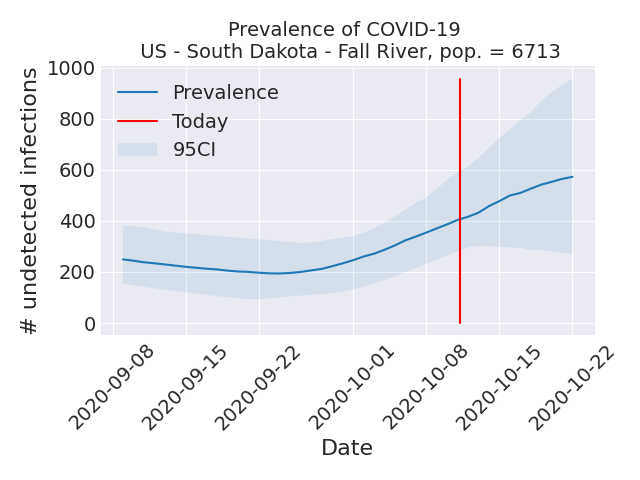 Prevalence of COVID-19
US - South Dakota - Fall River, pop. = 6713
# undetected infections
1000
800
600
400
200
0
Prevalence
Today
95CI
2020-09-08
2020-09-15
2020-09-22
2020-10-01
2020-10-08
2020-10-15
2020-10-22
Date